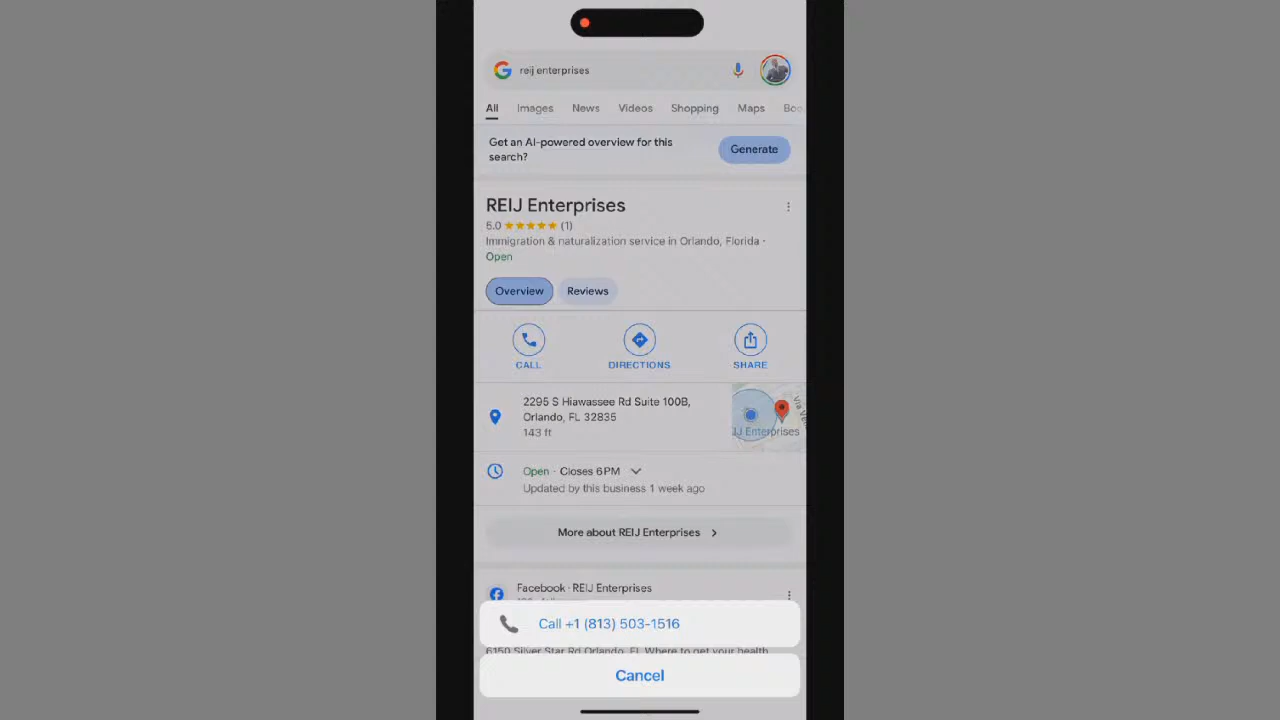 reij enterprises
All Images News Videos Shopping Maps Boo
Get an AI-powered overview for this
search?
Generate
REIJ Enterprises
5.0 (1)
Immigration & naturalization service in Orlando, Florida ·
Open
Overview Reviews
CALL DIRECTIONS SHARE
2295 S Hiawassee Rd Suite 100B,
Orlando, FL 32835
143 ft
IJ Enterprises
Open · Closes 6 PM
Updated by this business 1 week ago
More about REIJ Enterprises
Facebook · REIJ Enterprises
Call +1 (813) 503-1516
6150 Silver Star Rd Orlando, FL Where to get your health
Cancel